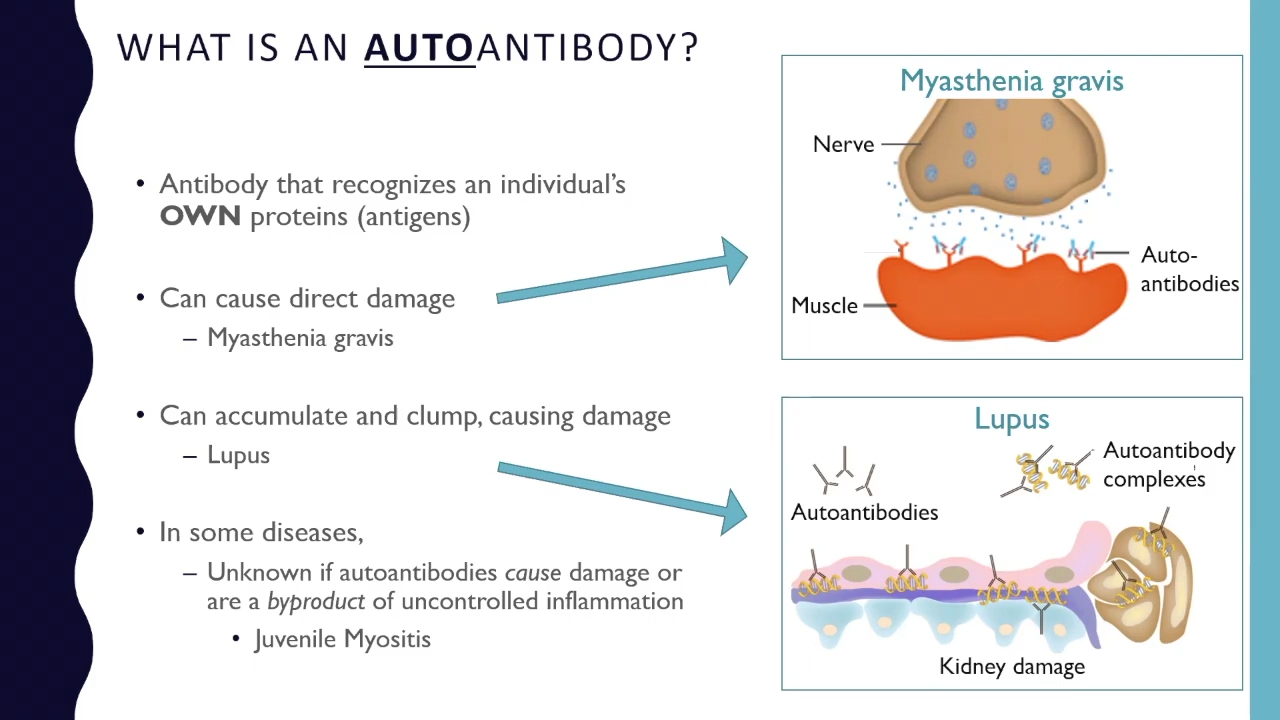 WHAT IS AN AUTOANTIBODY?
• Antibody that recognizes an individual’s
OWN proteins (antigens)
• Can cause direct damage
– Myasthenia gravis
• Can accumulate and clump, causing damage
– Lupus
• In some diseases,
– Unknown if autoantibodies cause damage or
are a byproduct of uncontrolled inflammation
• Juvenile Myositis
Myasthenia gravis
Nerve
Auto-
antibodies
Muscle
Lupus
Autoantibody
complexes
Autoantibodies
Kidney damage